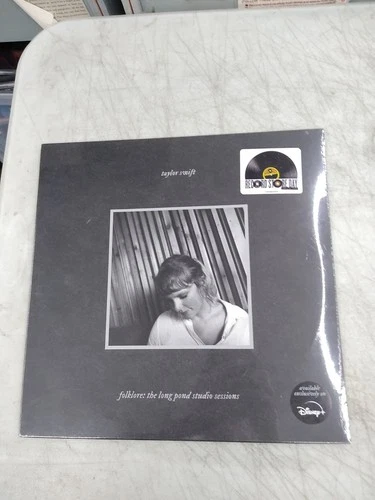 taylor swift
RECORD STORE DAY
folklore: the long pond studio sessions
available
exclusively on
Disney+